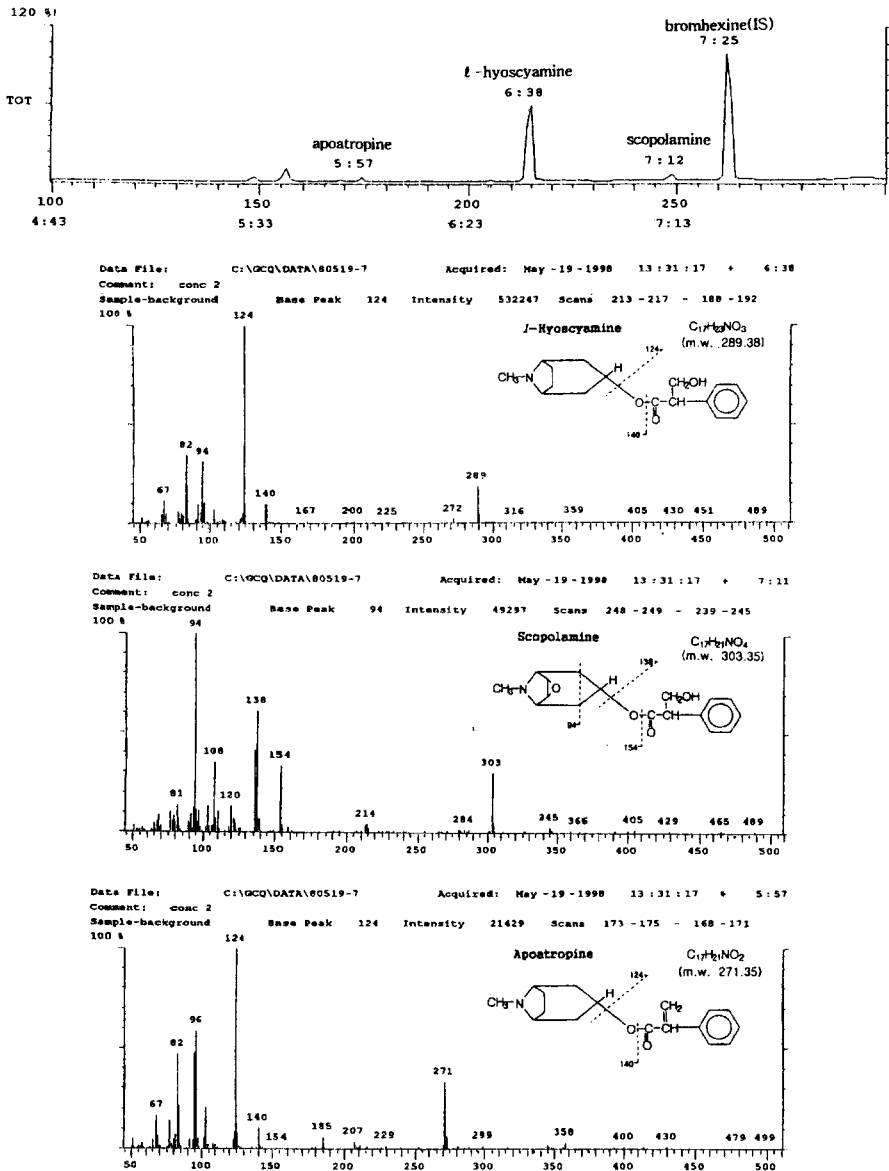 120 %!
bromhexine(IS)
7:25
ℓ-hyoscyamine
6:38
TOT
apoatropine
5:57
scopolamine
7:12
100 150 200 250
4:43 5:33 6:23 7:13
Data File: C:\GCQ\DATA\80519-7 Acquired: May-19-1998 13:31:17 + 6:38
Comment: conc 2
Sample-background Base Peak 124 Intensity 532247 Scans 213-217 - 188-192
100 %
124
l-Hyoscyamine C17H23NO3
(m.w. 289.38)
124+
H
CH3-N CH2OH
O-C-CH
O
140
82
94
289
67
140
167 200 225 272 316 359 405 430 451 489
50 100 150 200 250 300 350 400 450 500
Data File: C:\GCQ\DATA\80519-7 Acquired: May-19-1998 13:31:17 + 7:11
Comment: conc 2
Sample-background Base Peak 94 Intensity 49297 Scans 248-249 - 239-245
100 %
94
Scopolamine C17H21NO4
(m.w. 303.35)
138+
H
CH3-N O CH2OH
O-C-CH
O
94
154
138
108
154
303
81
120
214 284 345 366 405 429 465 489
50 100 150 200 250 300 350 400 450 500
Data File: C:\GCQ\DATA\80519-7 Acquired: May-19-1998 13:31:17 + 5:57
Comment: conc 2
Sample-background Base Peak 124 Intensity 21429 Scans 173-175 - 168-171
100 %
124
Apoatropine C17H21NO2
(m.w. 271.35)
124+
H
CH3-N CH2
O-C-CH
O
140
96
82
271
67
140
154 185 207 229 299 358 400 430 479 499
50 100 150 200 250 300 350 400 450 500